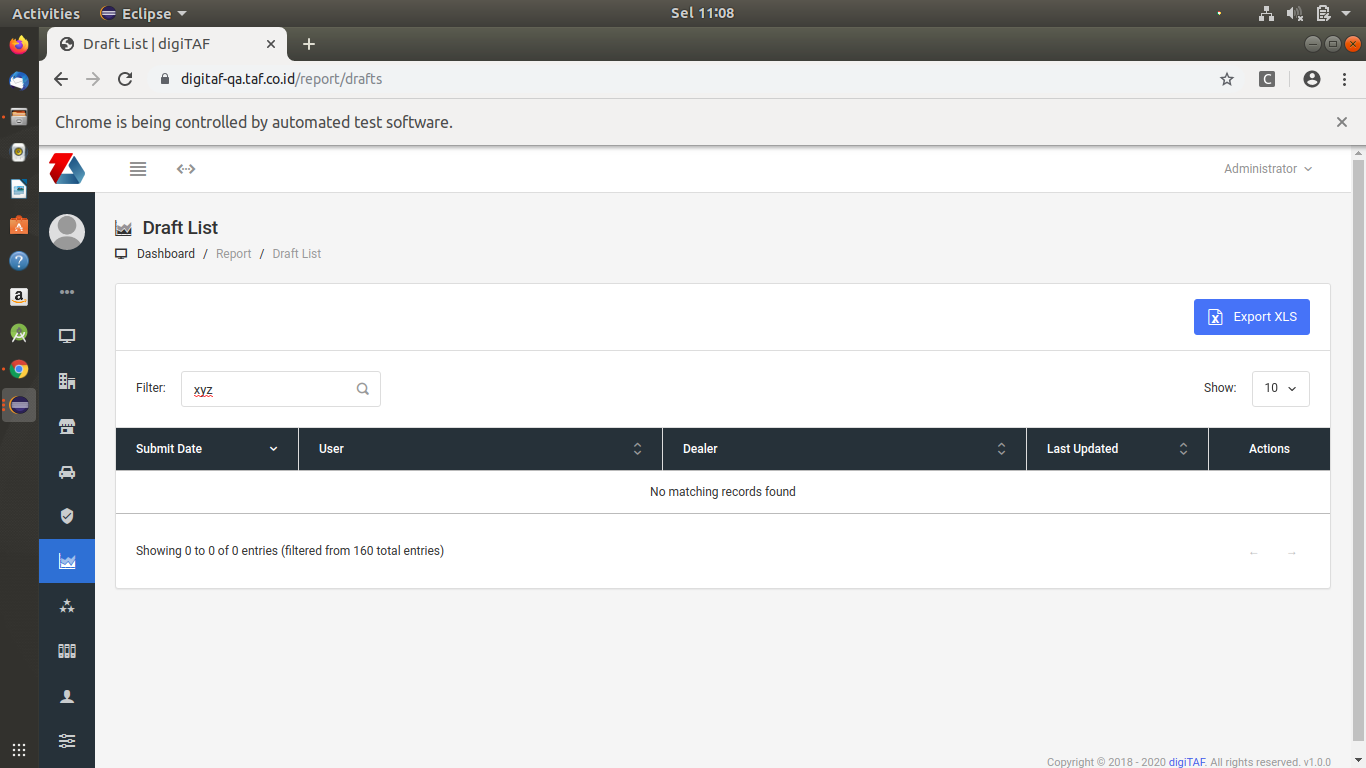 Activities Eclipse Sel 11:08
Draft List | digiTAF
digitaf-qa.taf.co.id/report/drafts
Chrome is being controlled by automated test software.
Administrator
Draft List
Dashboard / Report / Draft List
Export XLS
Filter: xyz Show: 10
Submit Date User Dealer Last Updated Actions
No matching records found
Showing 0 to 0 of 0 entries (filtered from 160 total entries) ← →
Copyright © 2018 - 2020 digiTAF. All rights reserved. v1.0.0